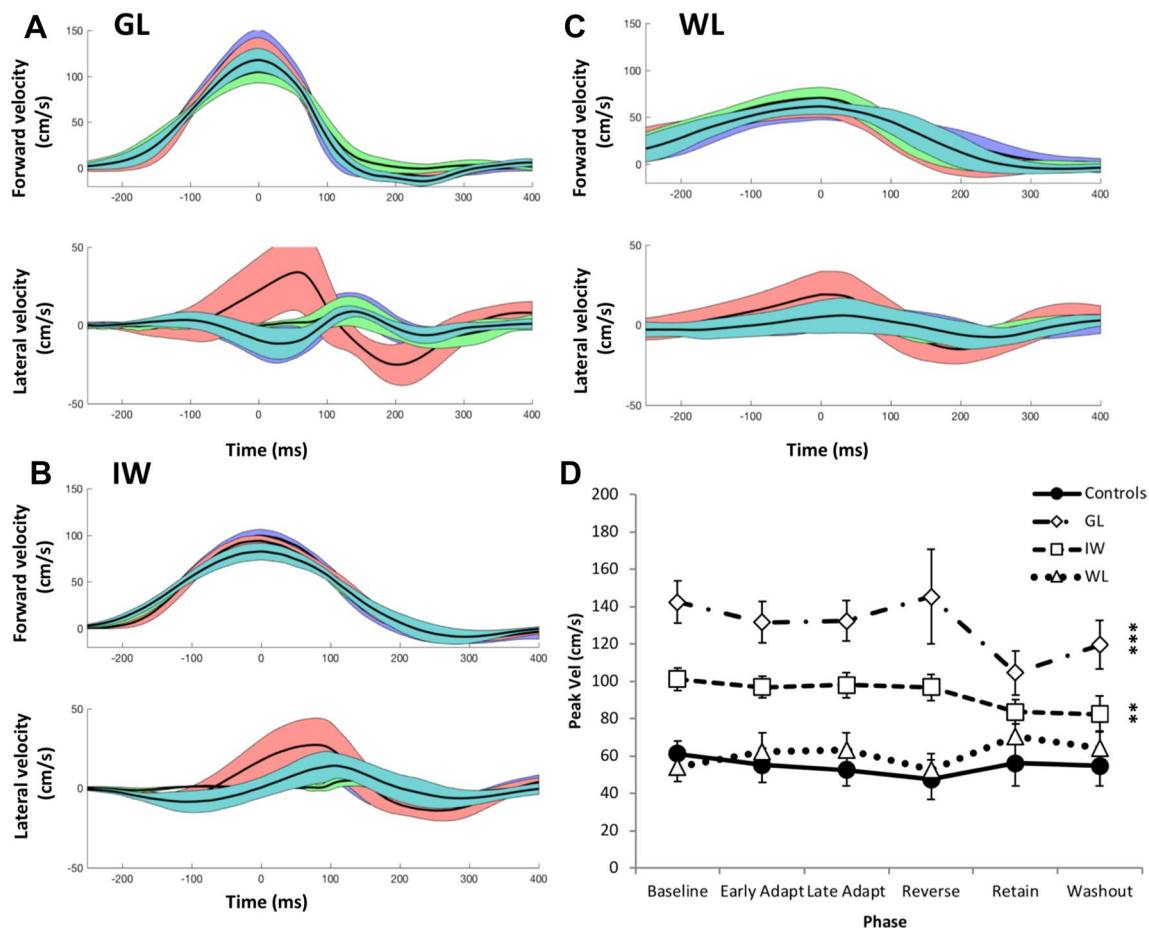 A GL
150
100
50
0
Forward velocity
(cm/s)
-200 -100 0 100 200 300 400
50
0
-50
Lateral velocity
(cm/s)
-200 -100 0 100 200 300 400
Time (ms)
C WL
150
100
50
0
Forward velocity
(cm/s)
-200 -100 0 100 200 300 400
50
0
-50
Lateral velocity
(cm/s)
-200 -100 0 100 200 300 400
Time (ms)
B IW
150
100
50
0
Forward velocity
(cm/s)
-200 -100 0 100 200 300 400
50
0
-50
Lateral velocity
(cm/s)
-200 -100 0 100 200 300 400
Time (ms)
D
200
180
160
140
120
100
80
60
40
20
0
Peak Vel (cm/s)
Controls
GL
IW
WL
***
**
Baseline Early Adapt Late Adapt Reverse Retain Washout
Phase